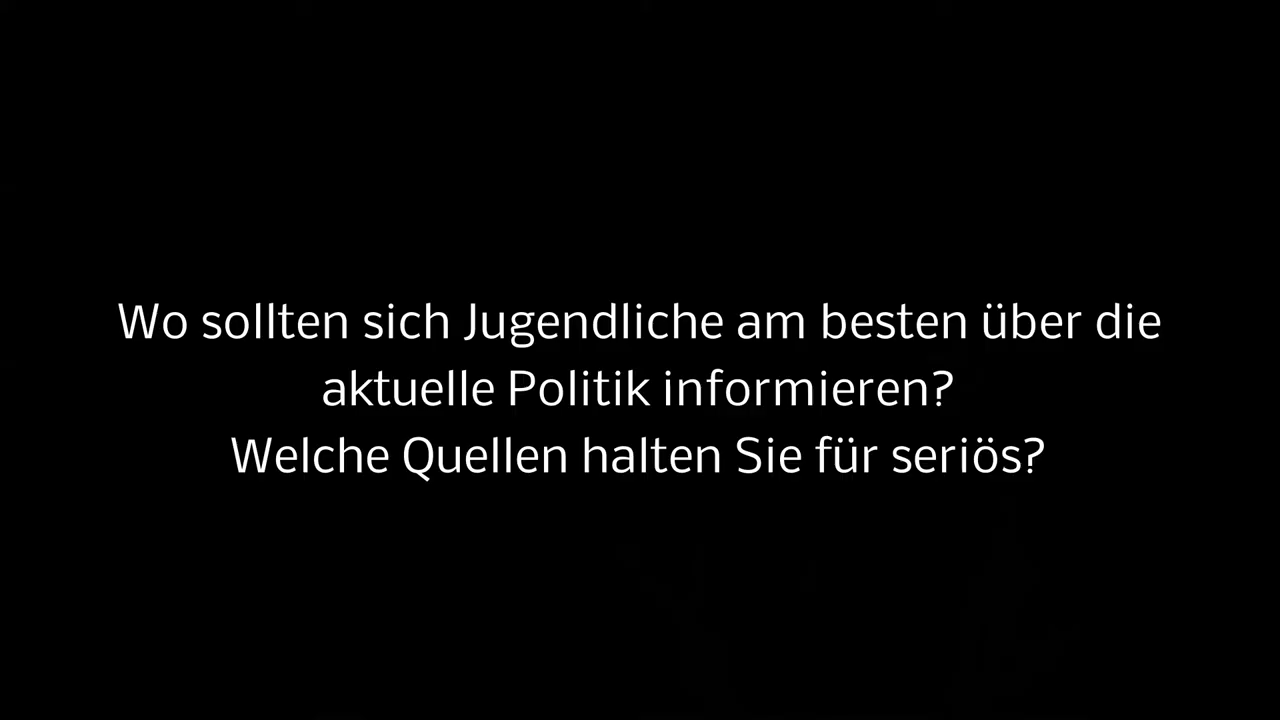 Wo sollten sich Jugendliche am besten über die
aktuelle Politik informieren?
Welche Quellen halten Sie für seriös?